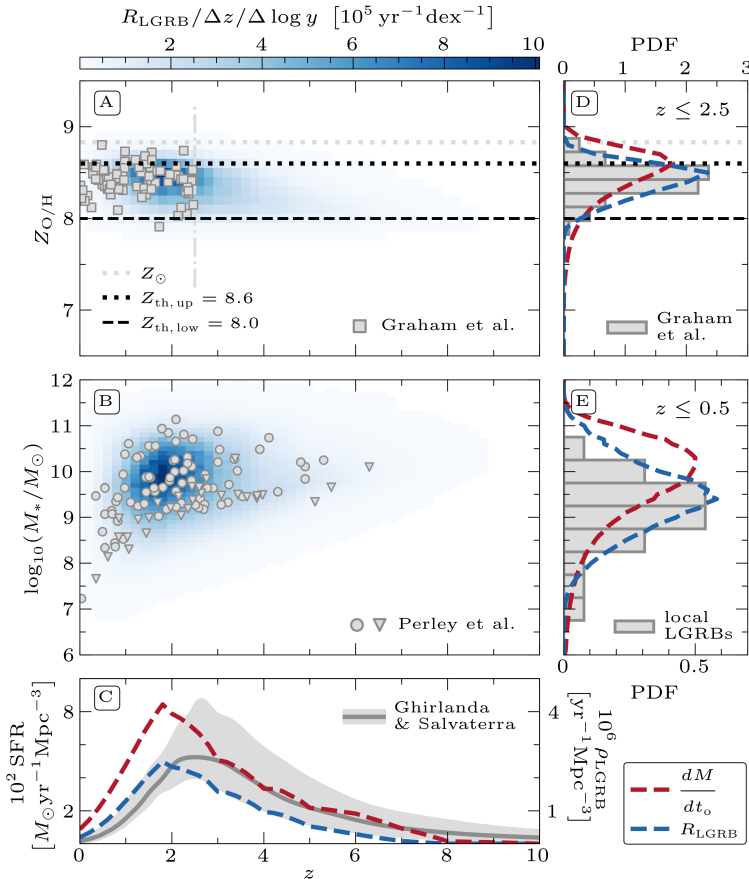 R_LGRB/Δz/Δ log y [10^5 yr^−1 dex^−1]
2 4 6 8 10
PDF
0 1 2 3
A
9
8
7
Z_O/H
Z_⊙
Z_th, up = 8.6
Z_th, low = 8.0
Graham et al.
D
z ≤ 2.5
Graham
et al.
B
12
11
10
9
8
7
6
log_10(M_*/M_⊙)
Perley et al.
E
z ≤ 0.5
local
LGRBs
0 0.5
PDF
C
8
2
10^2 SFR
[M_⊙yr^−1Mpc^−3]
Ghirlanda
& Salvaterra
4
1
10^6 ρ_LGRB
[yr^−1 Mpc^−3]
0 2 4 6 8 10
z
dM
dt_o
R_LGRB